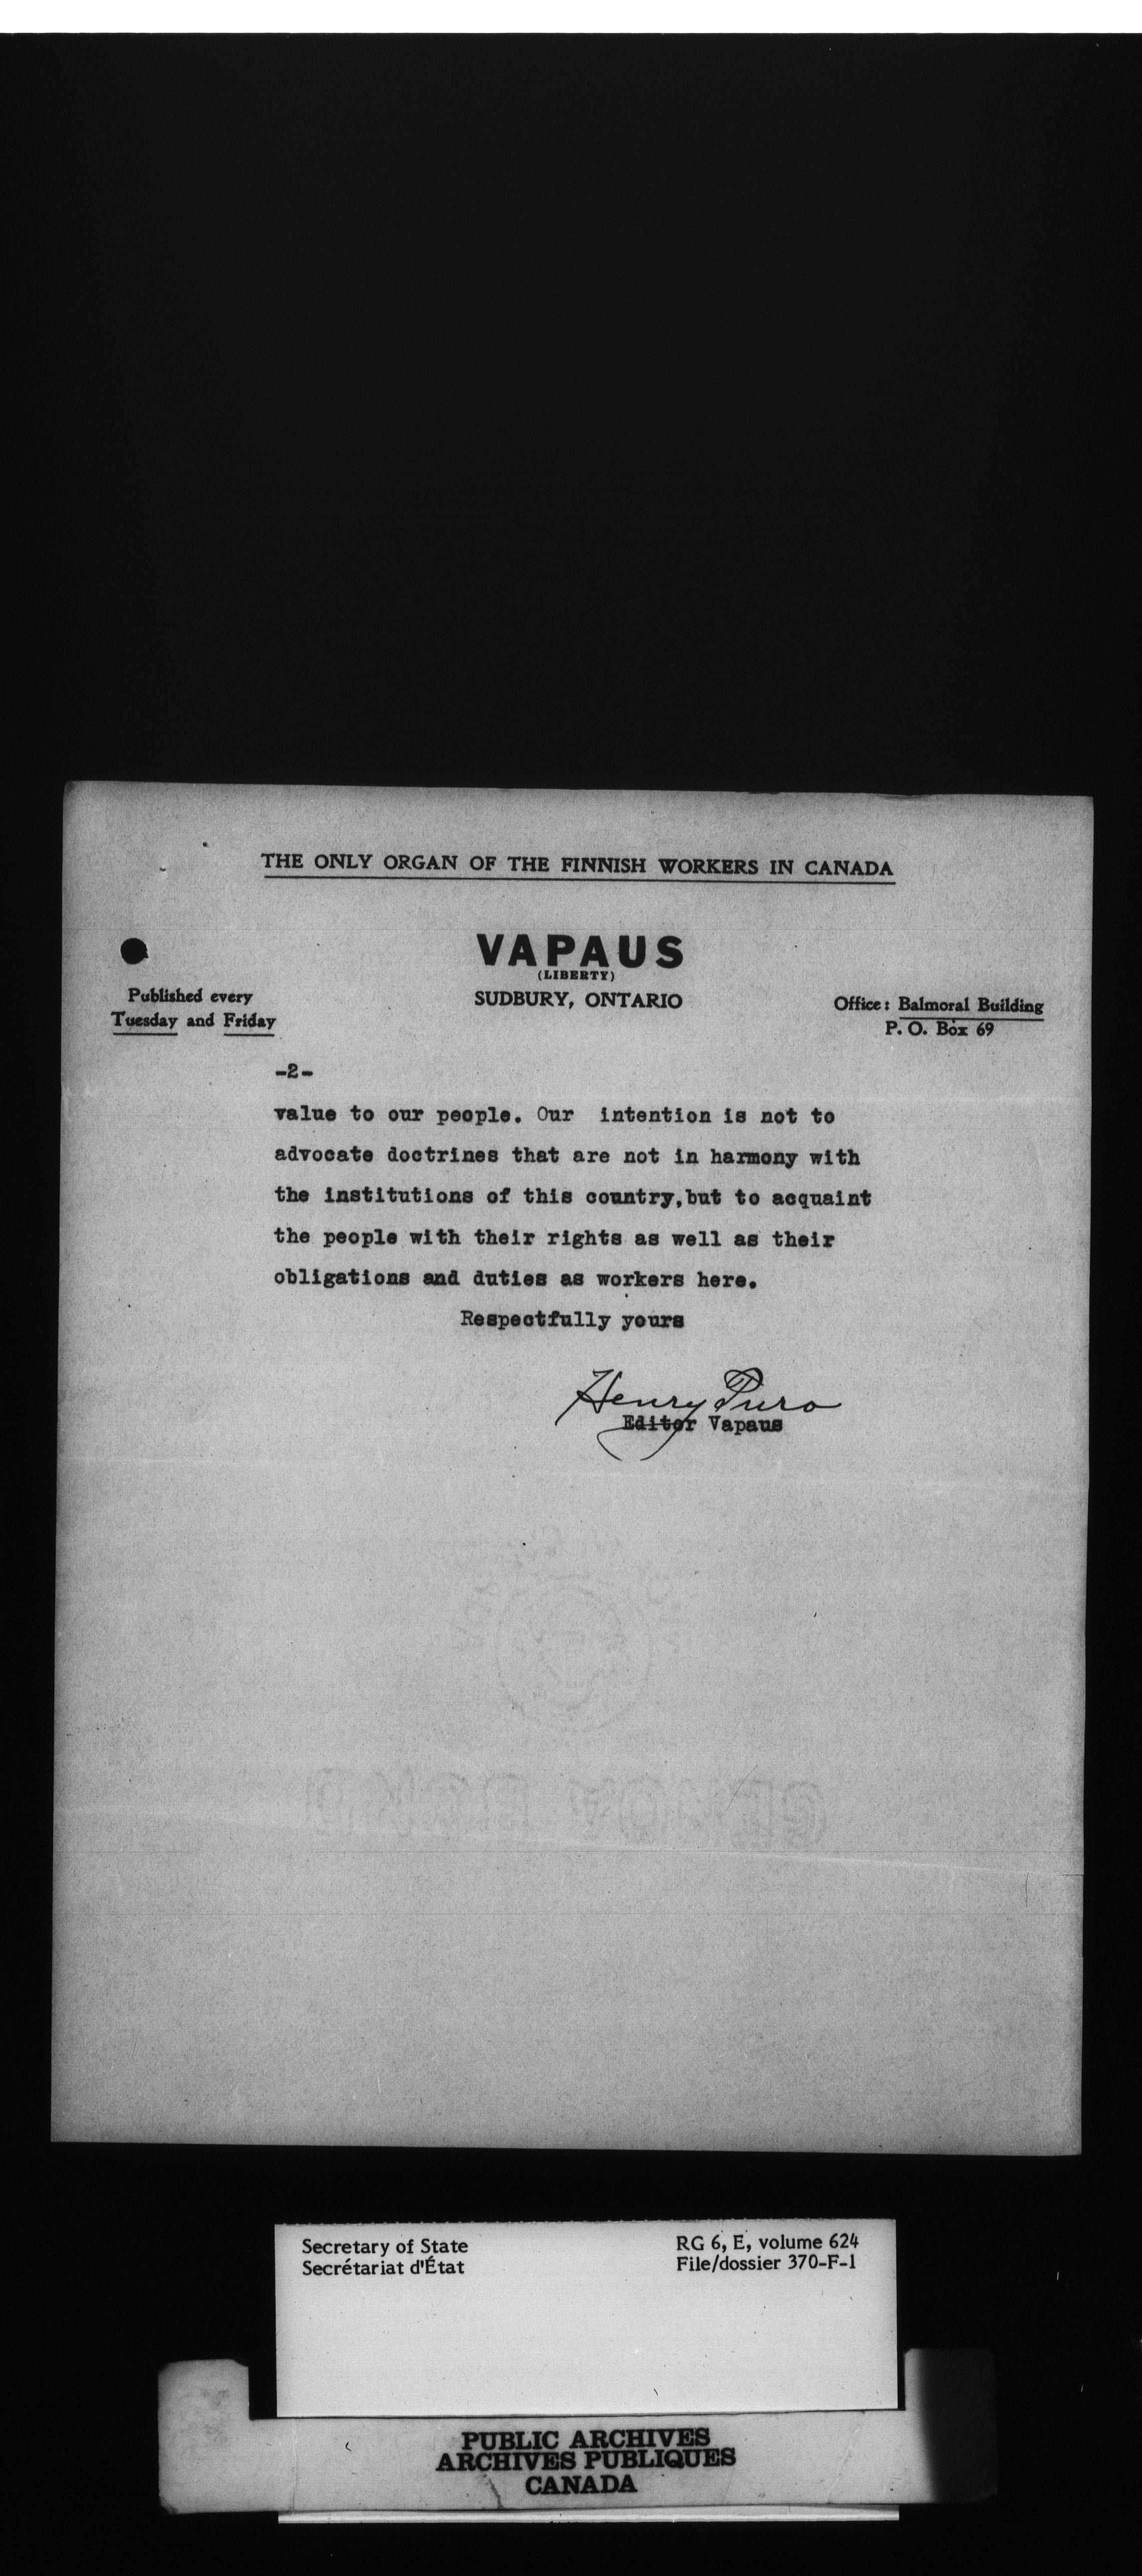 THE ONLY ORGAN OF THE FINNISH WORKERS IN CANADA
VAPAUS
(LIBERTY)
SUDBURY, ONTARIO
Published every
Tuesday and Friday
Office: Balmoral Building
P. O. Box 69
-2-
value to our people. Our intention is not to
advocate doctrines that are not in harmony with
the institutions of this country,but to acquaint
the people with their rights as well as their
obligations and duties as workers here.
Respectfully yours
Henry Puro
Editor Vapaus
Secretary of State
Secrétariat d'État
RG 6, E, volume 624
File/dossier 370-F-1
PUBLIC ARCHIVES
ARCHIVES PUBLIQUES
CANADA